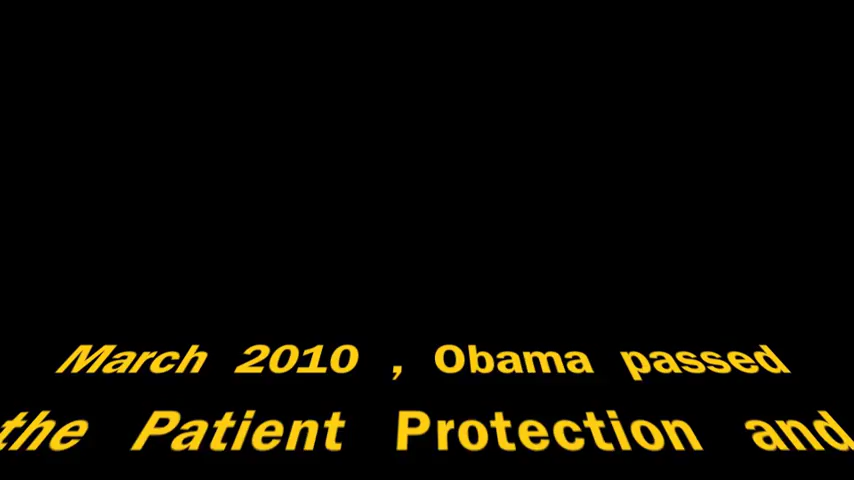 March 2010 , Obama passed
the Patient Protection and